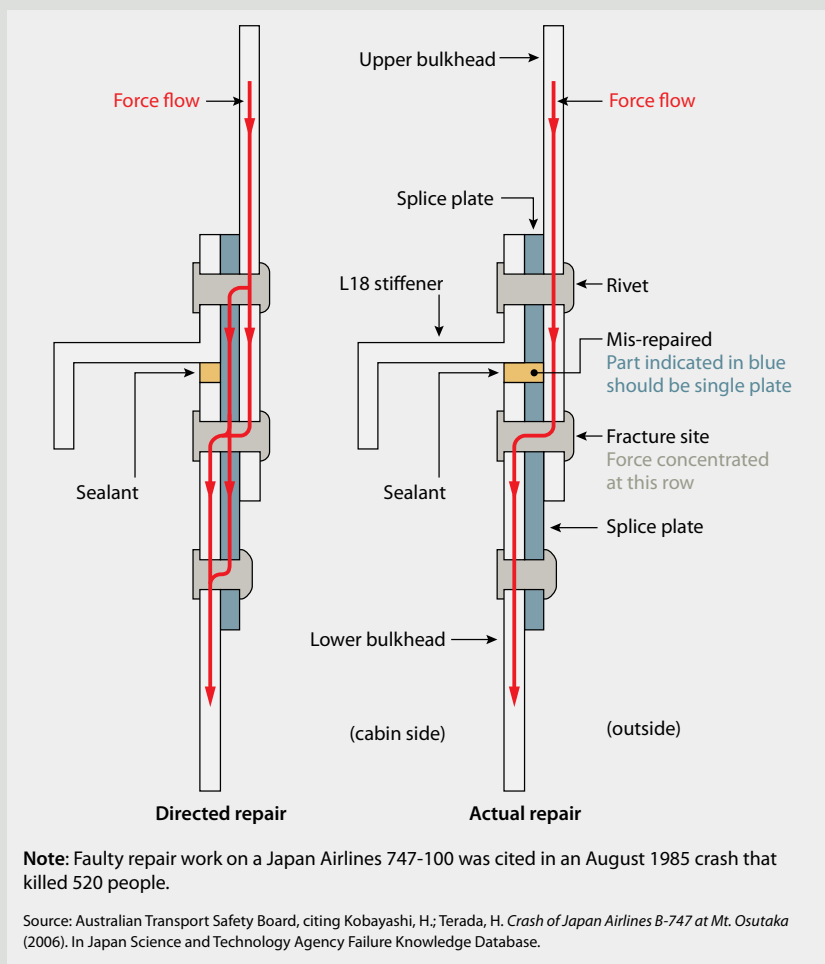 Upper bulkhead
Force flow
Force flow
Splice plate
L18 stiffener
Rivet
Mis-repaired
Part indicated in blue
should be single plate
Sealant
Sealant
Fracture site
Force concentrated
at this row
Splice plate
Lower bulkhead
(cabin side)
(outside)
Directed repair
Actual repair
Note: Faulty repair work on a Japan Airlines 747-100 was cited in an August 1985 crash that
killed 520 people.
Source: Australian Transport Safety Board, citing Kobayashi, H.; Terada, H. Crash of Japan Airlines B-747 at Mt. Osutaka
(2006). In Japan Science and Technology Agency Failure Knowledge Database.